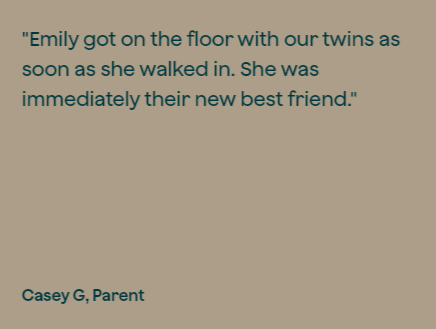 "Emily got on the floor with our twins as
soon as she walked in. She was
immediately their new best friend."
Casey G, Parent